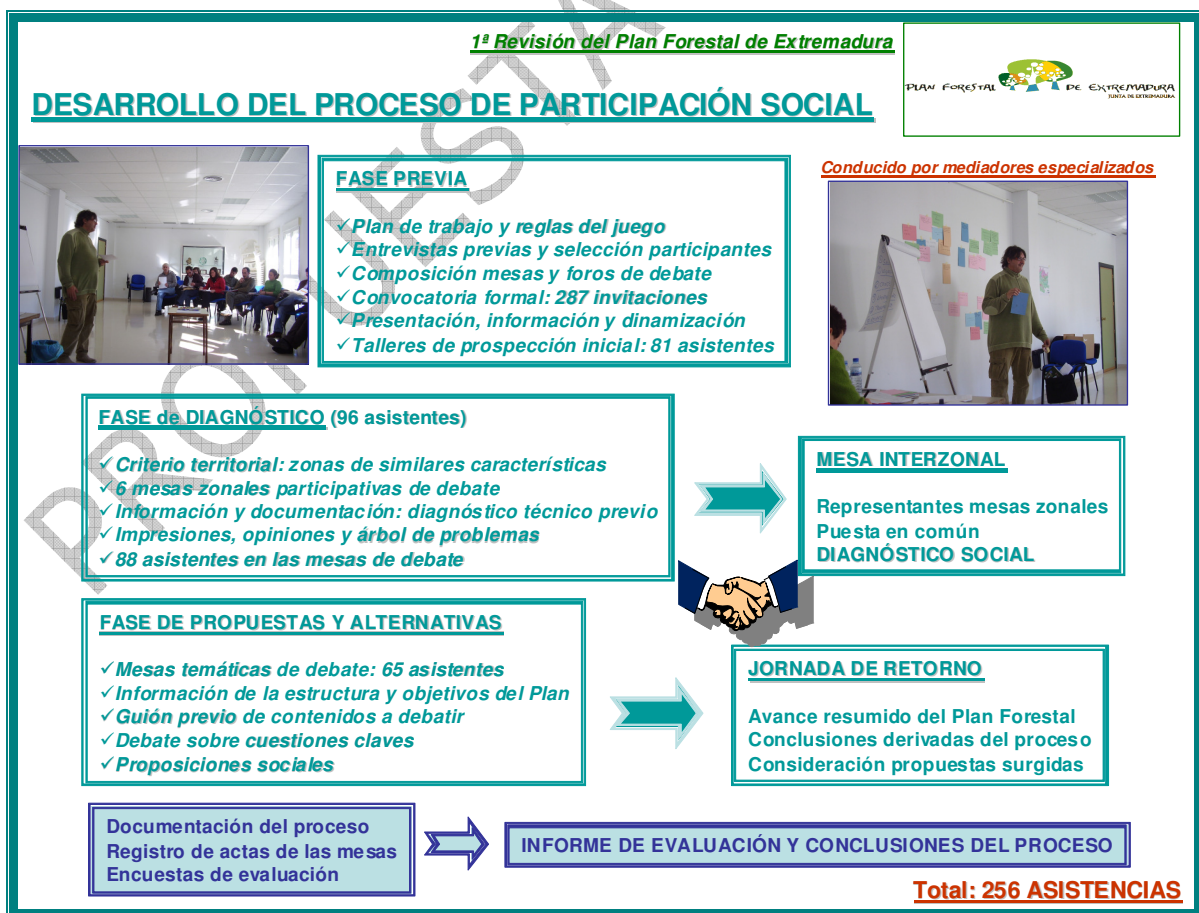 1ª Revisión del Plan Forestal de Extremadura
PLAN FORESTAL DE EXTREMADURA
JUNTA DE EXTREMADURA
DESARROLLO DEL PROCESO DE PARTICIPACIÓN SOCIAL
FASE PREVIA
✓Plan de trabajo y reglas del juego
✓Entrevistas previas y selección participantes
✓Composición mesas y foros de debate
✓Convocatoria formal: 287 invitaciones
✓Presentación, información y dinamización
✓Talleres de prospección inicial: 81 asistentes
Conducido por mediadores especializados
FASE de DIAGNÓSTICO (96 asistentes)
✓Criterio territorial: zonas de similares características
✓6 mesas zonales participativas de debate
✓Información y documentación: diagnóstico técnico previo
✓Impresiones, opiniones y árbol de problemas
✓88 asistentes en las mesas de debate
MESA INTERZONAL
Representantes mesas zonales
Puesta en común
DIAGNÓSTICO SOCIAL
FASE DE PROPUESTAS Y ALTERNATIVAS
✓Mesas temáticas de debate: 65 asistentes
✓Información de la estructura y objetivos del Plan
✓Guión previo de contenidos a debatir
✓Debate sobre cuestiones claves
✓Proposiciones sociales
JORNADA DE RETORNO
Avance resumido del Plan Forestal
Conclusiones derivadas del proceso
Consideración propuestas surgidas
Documentación del proceso
Registro de actas de las mesas
Encuestas de evaluación
INFORME DE EVALUACIÓN Y CONCLUSIONES DEL PROCESO
Total: 256 ASISTENCIAS
PROPUESTA